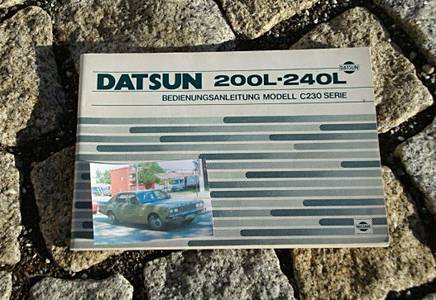 DATSUN 200L·240L
DATSUN
BEDIENUNGSANLEITUNG MODELL C230 SERIE